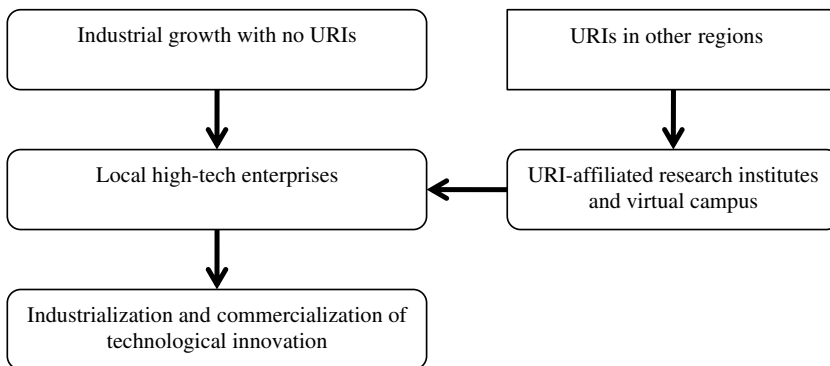 Industrial growth with no URIs
URIs in other regions
Local high-tech enterprises
URI-affiliated research institutes
and virtual campus
Industrialization and commercialization of
technological innovation